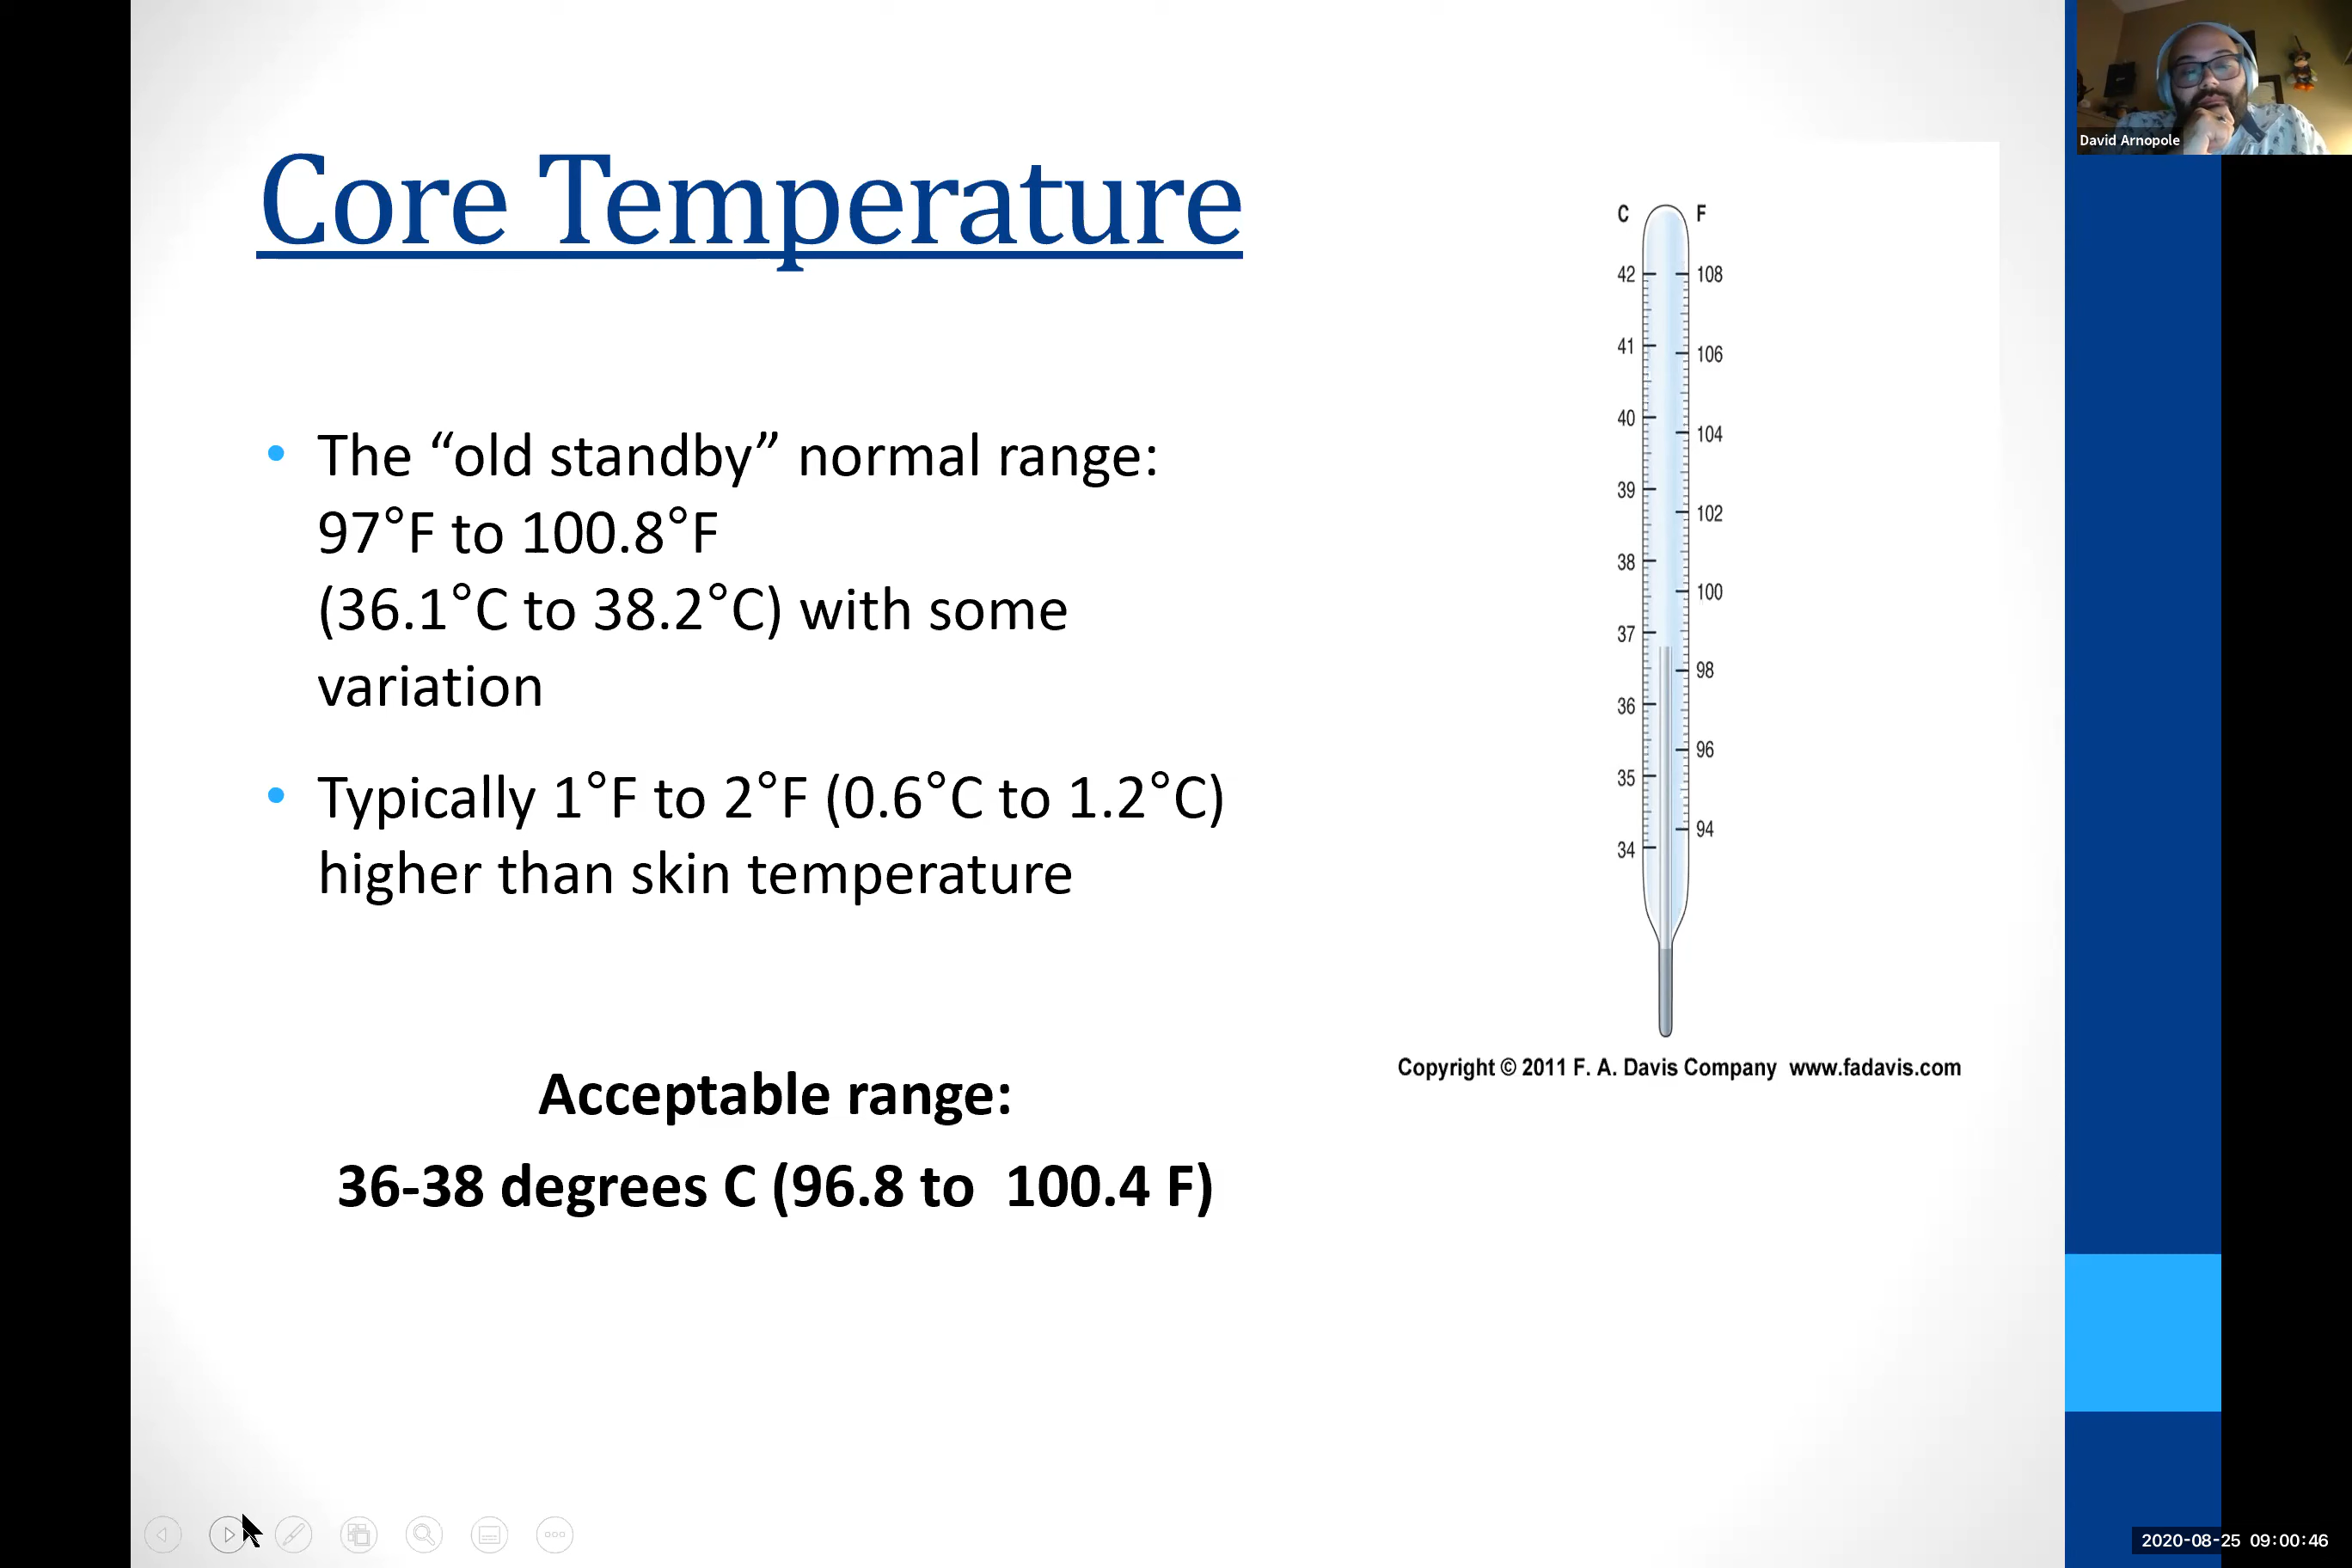 Core Temperature
• The “old standby” normal range:
97°F to 100.8°F
(36.1°C to 38.2°C) with some
variation
• Typically 1°F to 2°F (0.6°C to 1.2°C)
higher than skin temperature
Acceptable range:
36-38 degrees C (96.8 to 100.4 F)
C F
42 108
41 106
40 104
39 102
38 100
37 98
36 96
35 94
34
Copyright © 2011 F. A. Davis Company www.fadavis.com
David Arnopole
2020-08-25 09:00:46